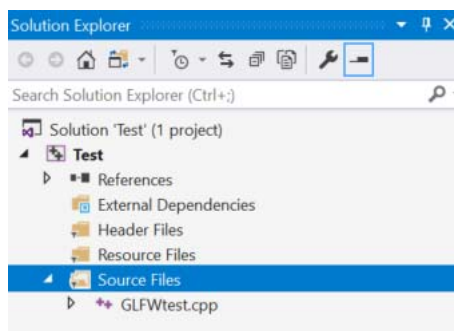 Solution Explorer
Search Solution Explorer (Ctrl+;)
Solution 'Test' (1 project)
Test
References
External Dependencies
Header Files
Resource Files
Source Files
GLFWtest.cpp